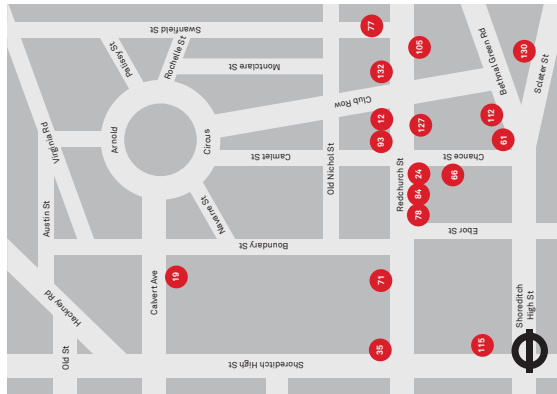 Swanfield St
77
105
130
Palissy St
Rochelle St
Montclare St
132
Bethnal Green Rd
Sclater St
Club Row
Virginia Rd
Arnold
Circus
12
127
112
93
61
Camlet St
Old Nichol St
Redchurch St
Chance St
24
66
84
78
Austin St
Navarre St
Boundary St
Ebor St
19
71
Calvert Ave
Hackney Rd
Shoreditch
High St
Old St
35
115
Shoreditch High St